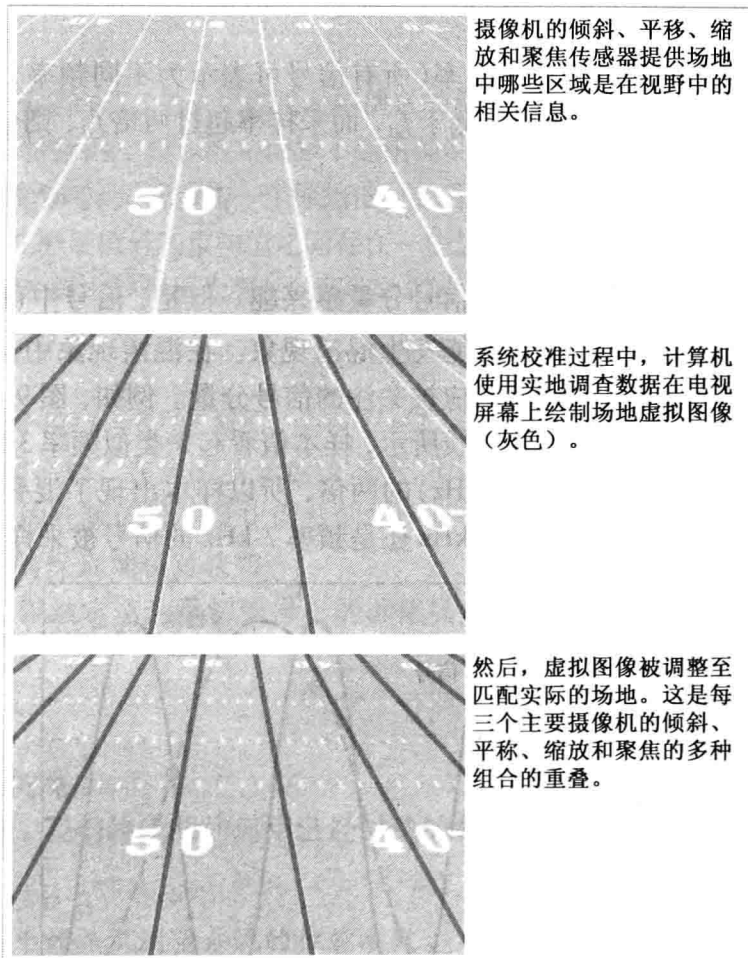 摄像机的倾斜、平移、缩
放和聚焦传感器提供场地
中哪些区域是在视野中的
相关信息。
50 40
系统校准过程中，计算机
使用实地调查数据在电视
屏幕上绘制场地虚拟图像
（灰色）。
50 40
然后，虚拟图像被调整至
匹配实际的场地。这是每
三个主要摄像机的倾斜、
平称、缩放和聚焦的多种
组合的重叠。
50 40